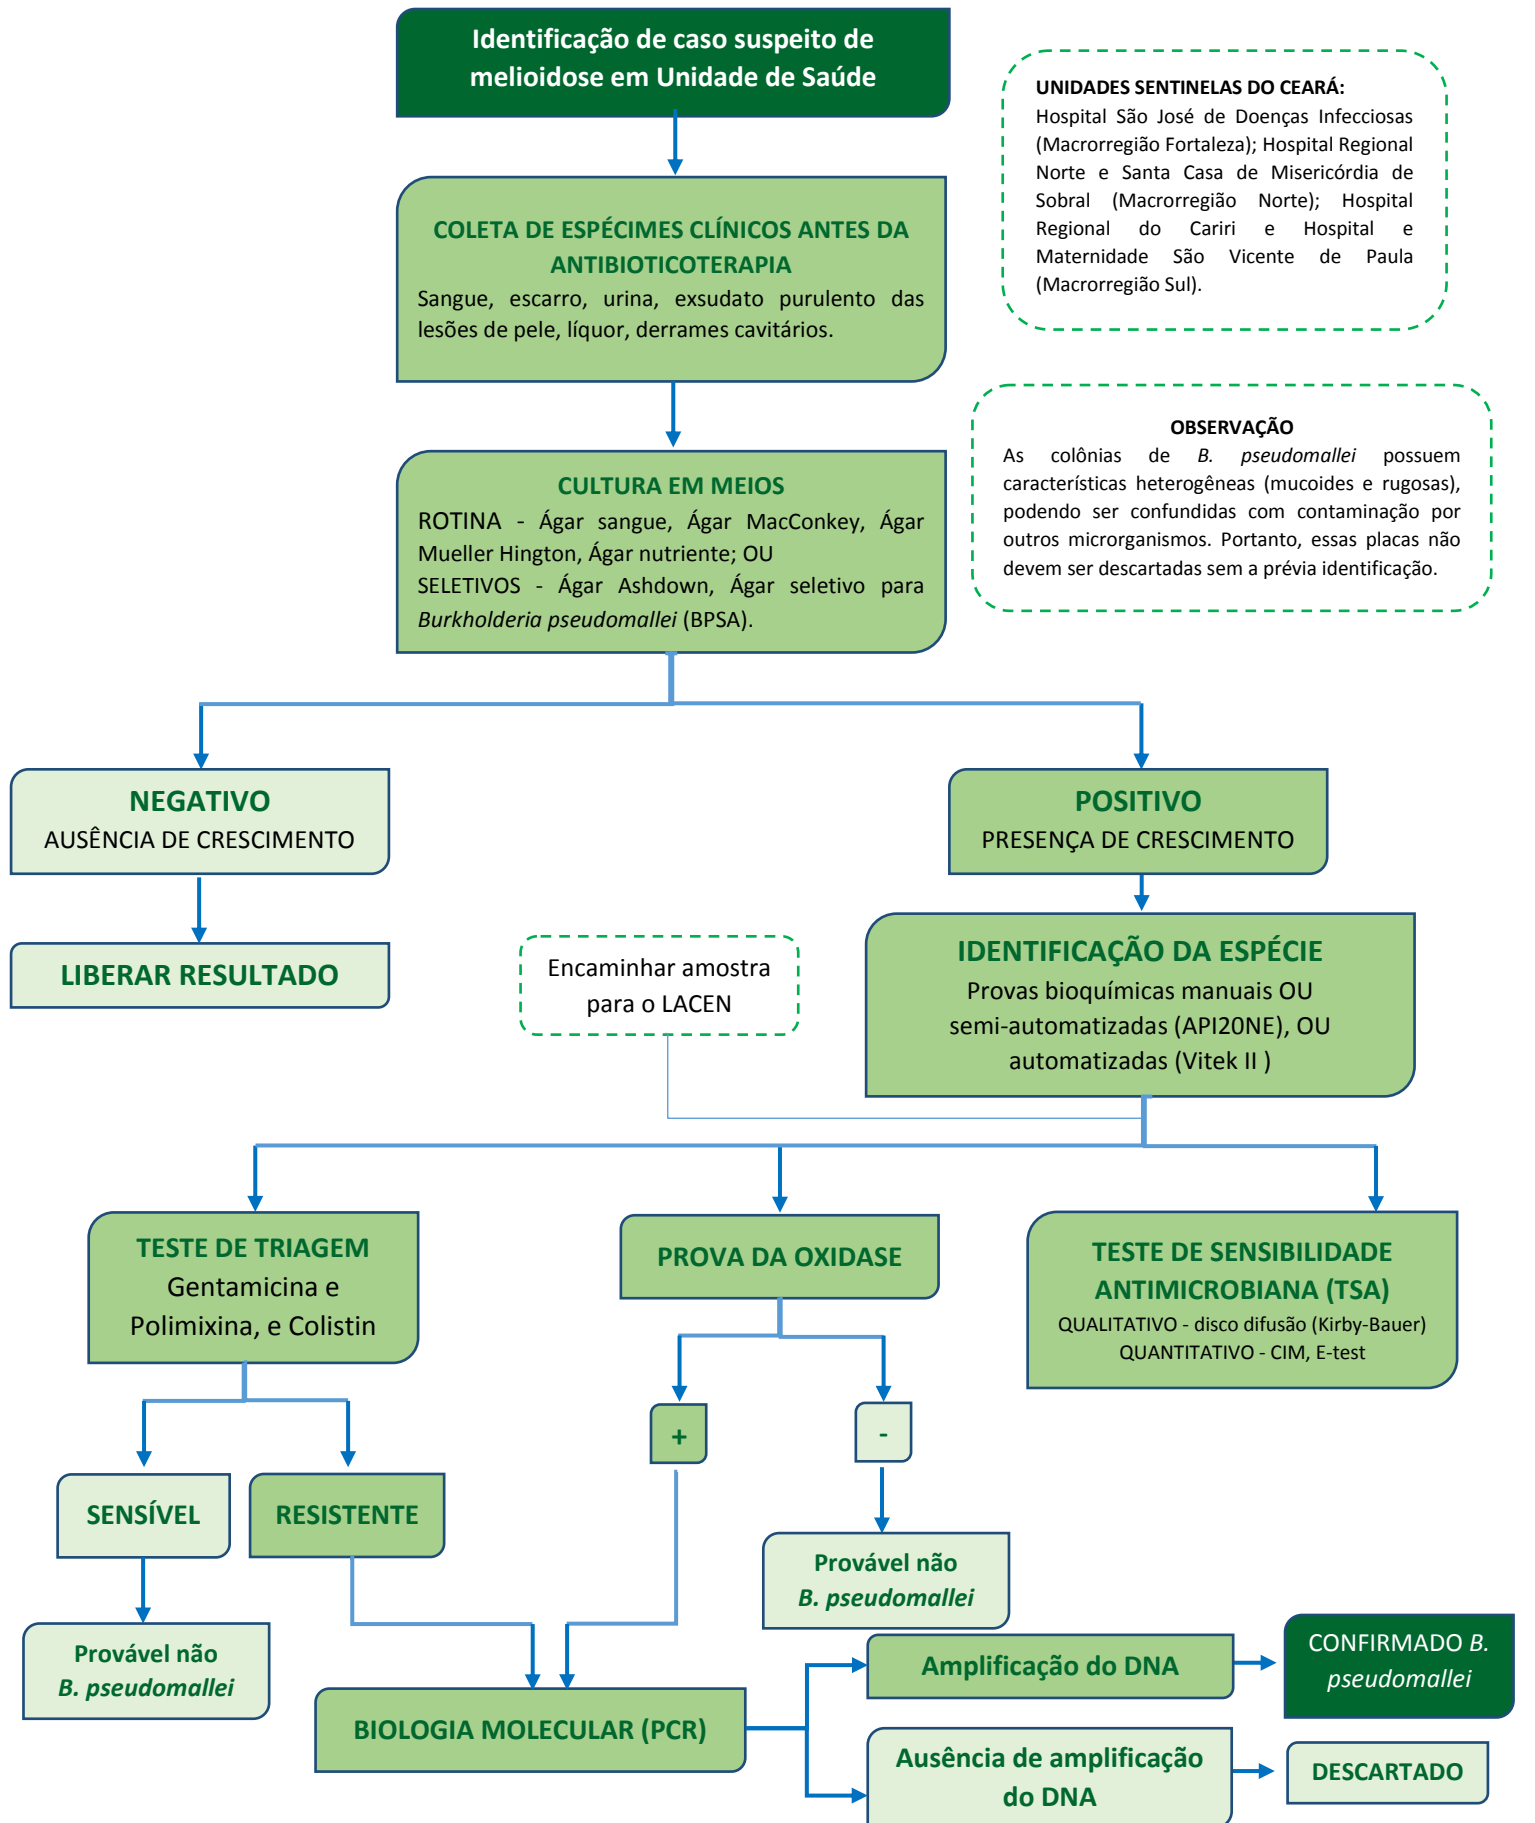 Identificação de caso suspeito de
melioidose em Unidade de Saúde
UNIDADES SENTINELAS DO CEARÁ:
Hospital São José de Doenças Infecciosas
(Macrorregião Fortaleza); Hospital Regional
Norte e Santa Casa de Misericórdia de
Sobral (Macrorregião Norte); Hospital
Regional do Cariri e Hospital e
Maternidade São Vicente de Paula
(Macrorregião Sul).
COLETA DE ESPÉCIMES CLÍNICOS ANTES DA
ANTIBIOTICOTERAPIA
Sangue, escarro, urina, exsudato purulento das
lesões de pele, líquor, derrames cavitários.
OBSERVAÇÃO
As colônias de B. pseudomallei possuem
características heterogêneas (mucoides e rugosas),
podendo ser confundidas com contaminação por
outros microrganismos. Portanto, essas placas não
devem ser descartadas sem a prévia identificação.
CULTURA EM MEIOS
ROTINA - Ágar sangue, Ágar MacConkey, Ágar
Mueller Hington, Ágar nutriente; OU
SELETIVOS - Ágar Ashdown, Ágar seletivo para
Burkholderia pseudomallei (BPSA).
NEGATIVO
AUSÊNCIA DE CRESCIMENTO
POSITIVO
PRESENÇA DE CRESCIMENTO
LIBERAR RESULTADO
Encaminhar amostra
para o LACEN
IDENTIFICAÇÃO DA ESPÉCIE
Provas bioquímicas manuais OU
semi-automatizadas (API20NE), OU
automatizadas (Vitek II )
TESTE DE TRIAGEM
Gentamicina e
Polimixina, e Colistin
PROVA DA OXIDASE
TESTE DE SENSIBILIDADE
ANTIMICROBIANA (TSA)
QUALITATIVO - disco difusão (Kirby-Bauer)
QUANTITATIVO - CIM, E-test
+
-
SENSÍVEL
RESISTENTE
Provável não
B. pseudomallei
Provável não
B. pseudomallei
Amplificação do DNA
CONFIRMADO B.
pseudomallei
BIOLOGIA MOLECULAR (PCR)
Ausência de amplificação
do DNA
DESCARTADO